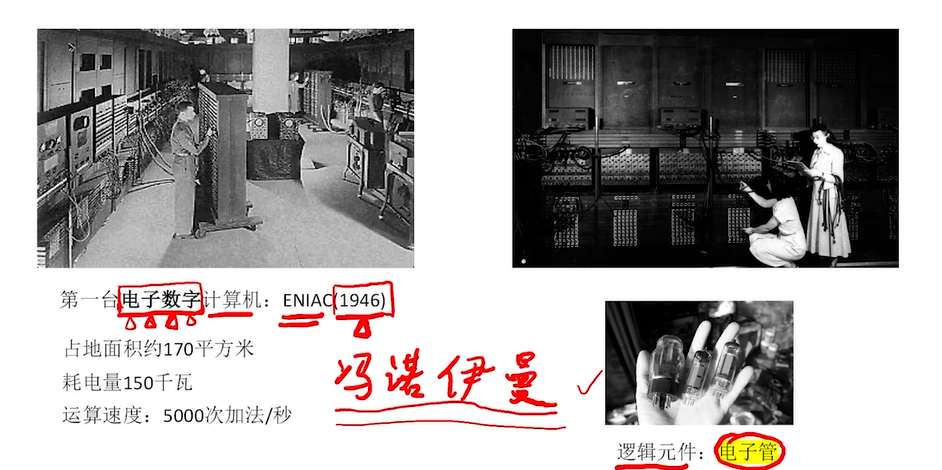 第一台电子数字计算机：ENIAC(1946)
占地面积约170平方米
耗电量150千瓦
运算速度：5000次加法/秒
冯诺伊曼
逻辑元件：电子管